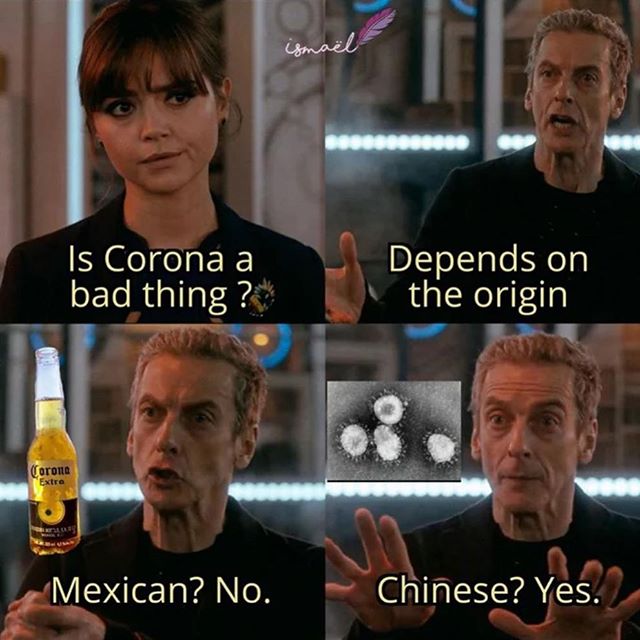 ismaël
Is Corona a
bad thing ?
Depends on
the origin
Corona
Extra
Mexican? No.
Chinese? Yes.